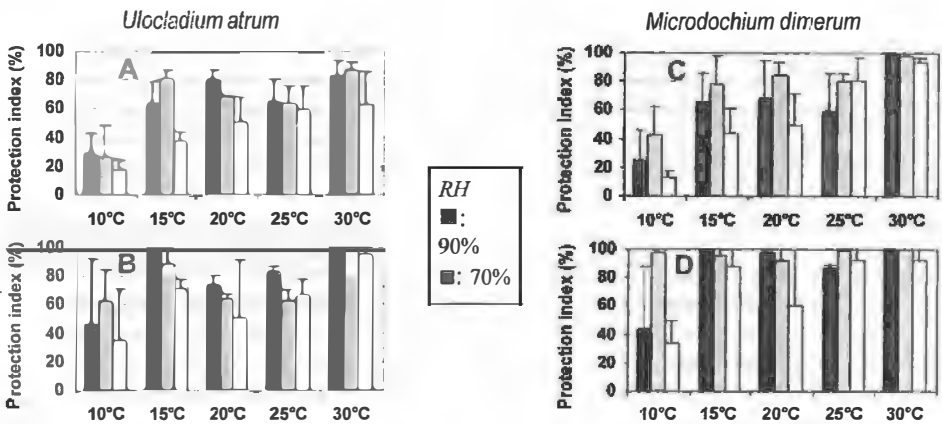 Ulocladium atrum
Microdochium dimerum
Protection index (%)
100
80
60
40
20
0
A
10°C 15°C 20°C 25°C 30°C
Protection index (%)
100
80
60
40
20
0
B
10°C 15°C 20°C 25°C 30°C
RH
■:
90%
■: 70%
Protection Index (%)
100
80
60
40
20
0
C
10°C 15°C 20°C 25°C 30°C
Protection index (%)
100
80
60
40
20
0
D
10°C 15°C 20°C 25°C 30°C